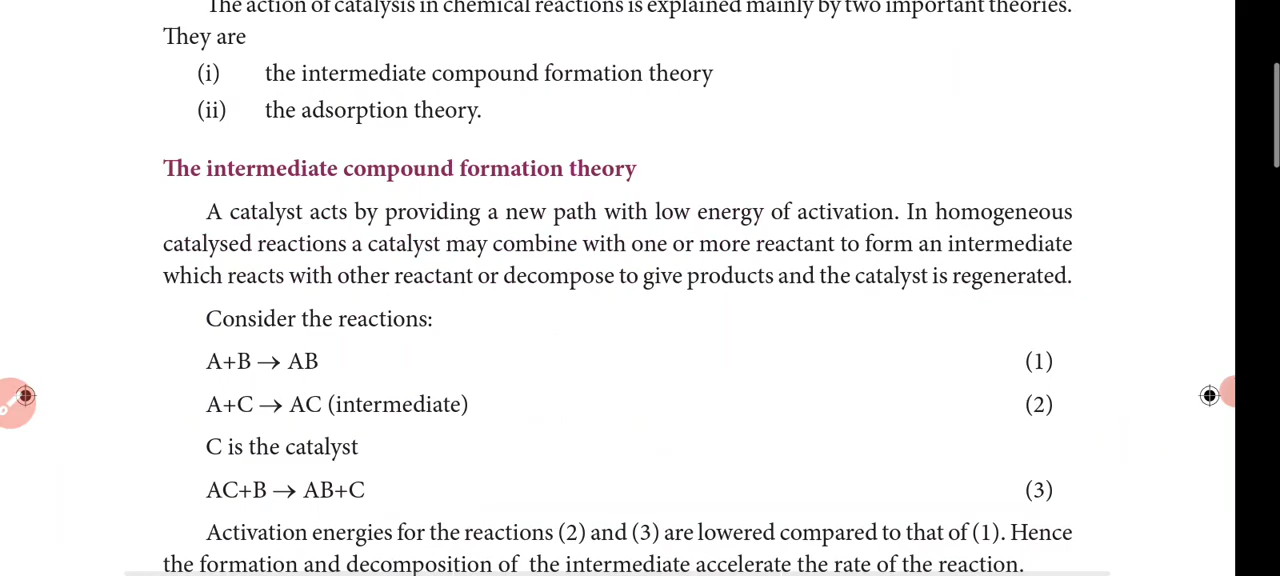 The action of catalysis in chemical reactions is explained mainly by two important theories.
They are
(i) the intermediate compound formation theory
(ii) the adsorption theory.
The intermediate compound formation theory
A catalyst acts by providing a new path with low energy of activation. In homogeneous
catalysed reactions a catalyst may combine with one or more reactant to form an intermediate
which reacts with other reactant or decompose to give products and the catalyst is regenerated.
Consider the reactions:
A+B → AB (1)
A+C → AC (intermediate) (2)
C is the catalyst
AC+B → AB+C (3)
Activation energies for the reactions (2) and (3) are lowered compared to that of (1). Hence
the formation and decomposition of the intermediate accelerate the rate of the reaction.